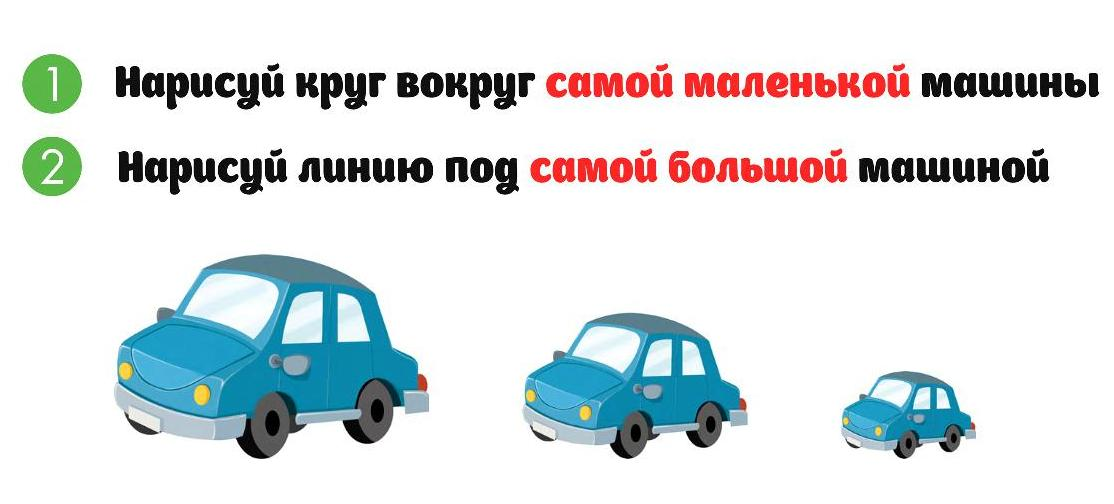 1 Нарисуй круг вокруг самой маленькой машины
2 Нарисуй линию под самой большой машиной